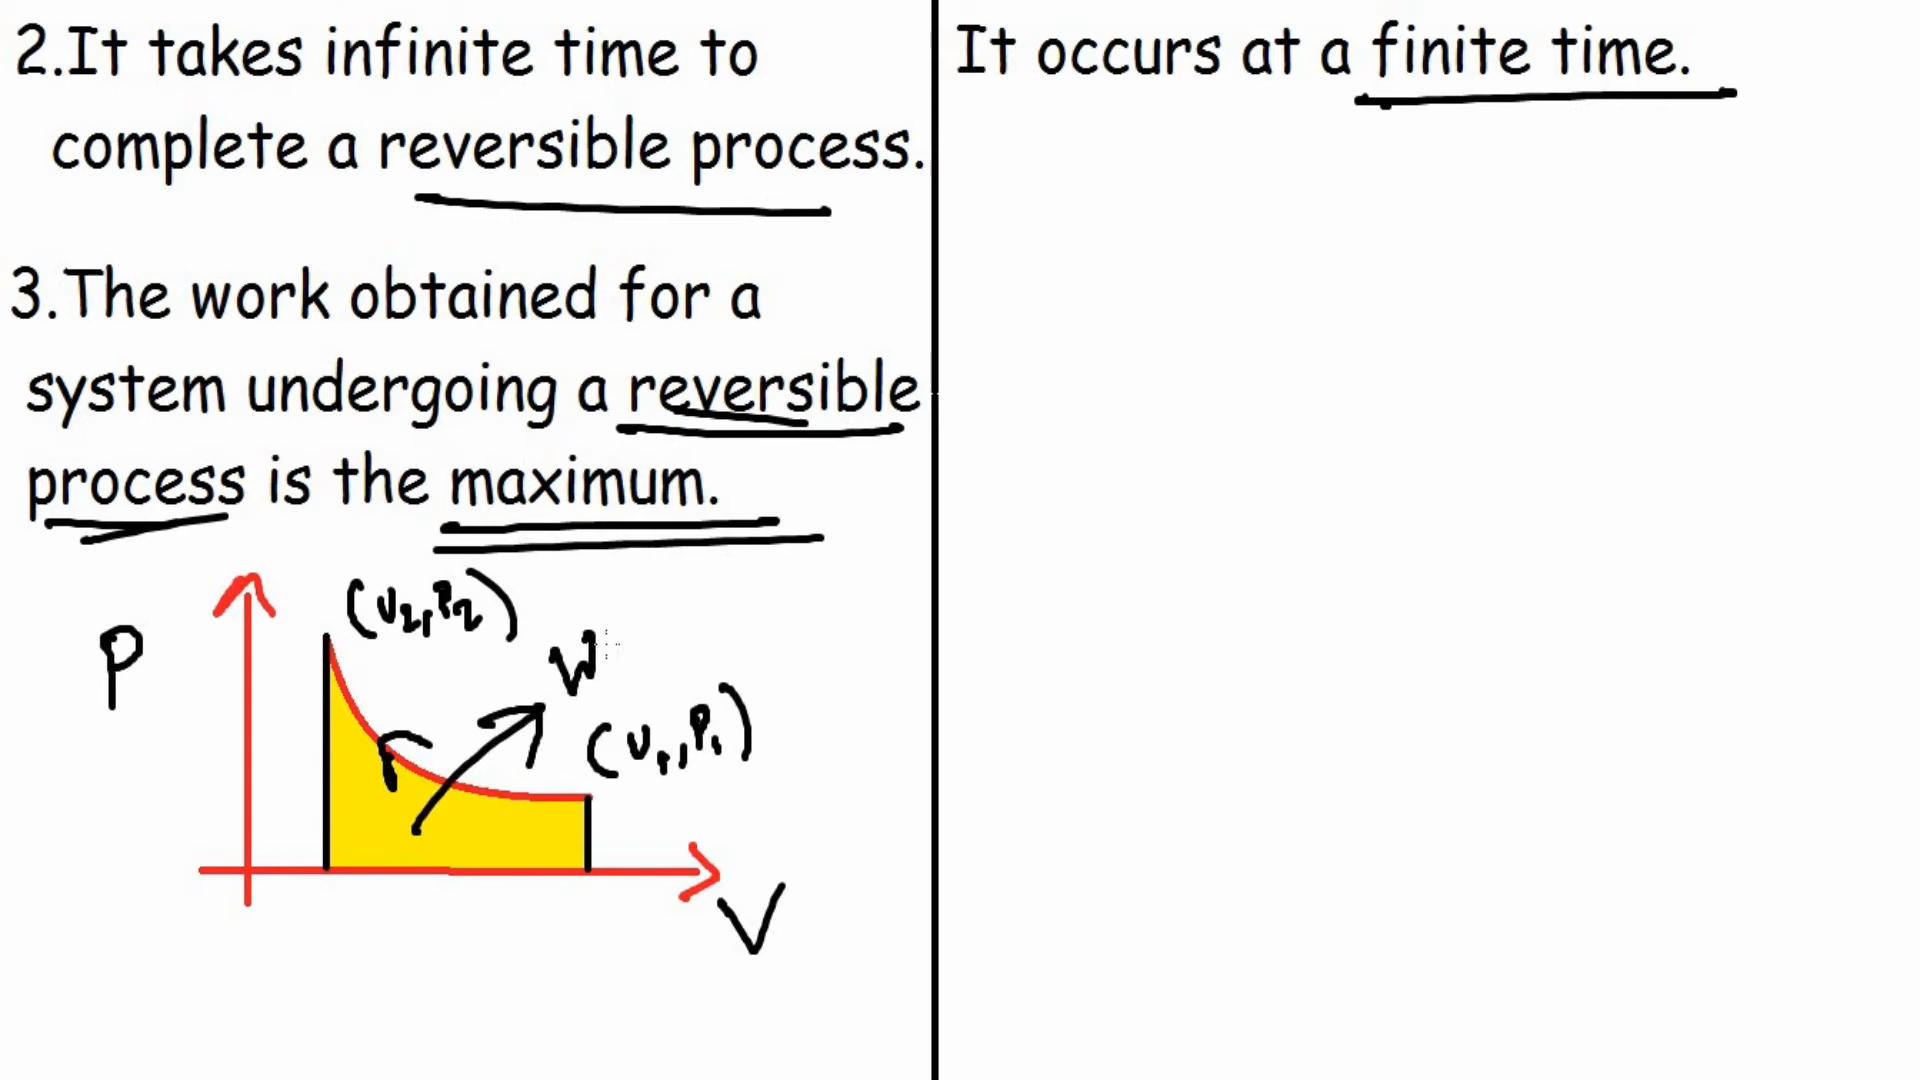 2.It takes infinite time to
complete a reversible process.
3.The work obtained for a
system undergoing a reversible
process is the maximum.
It occurs at a finite time.
P
(V2,P2)
W
(V1,P1)
V